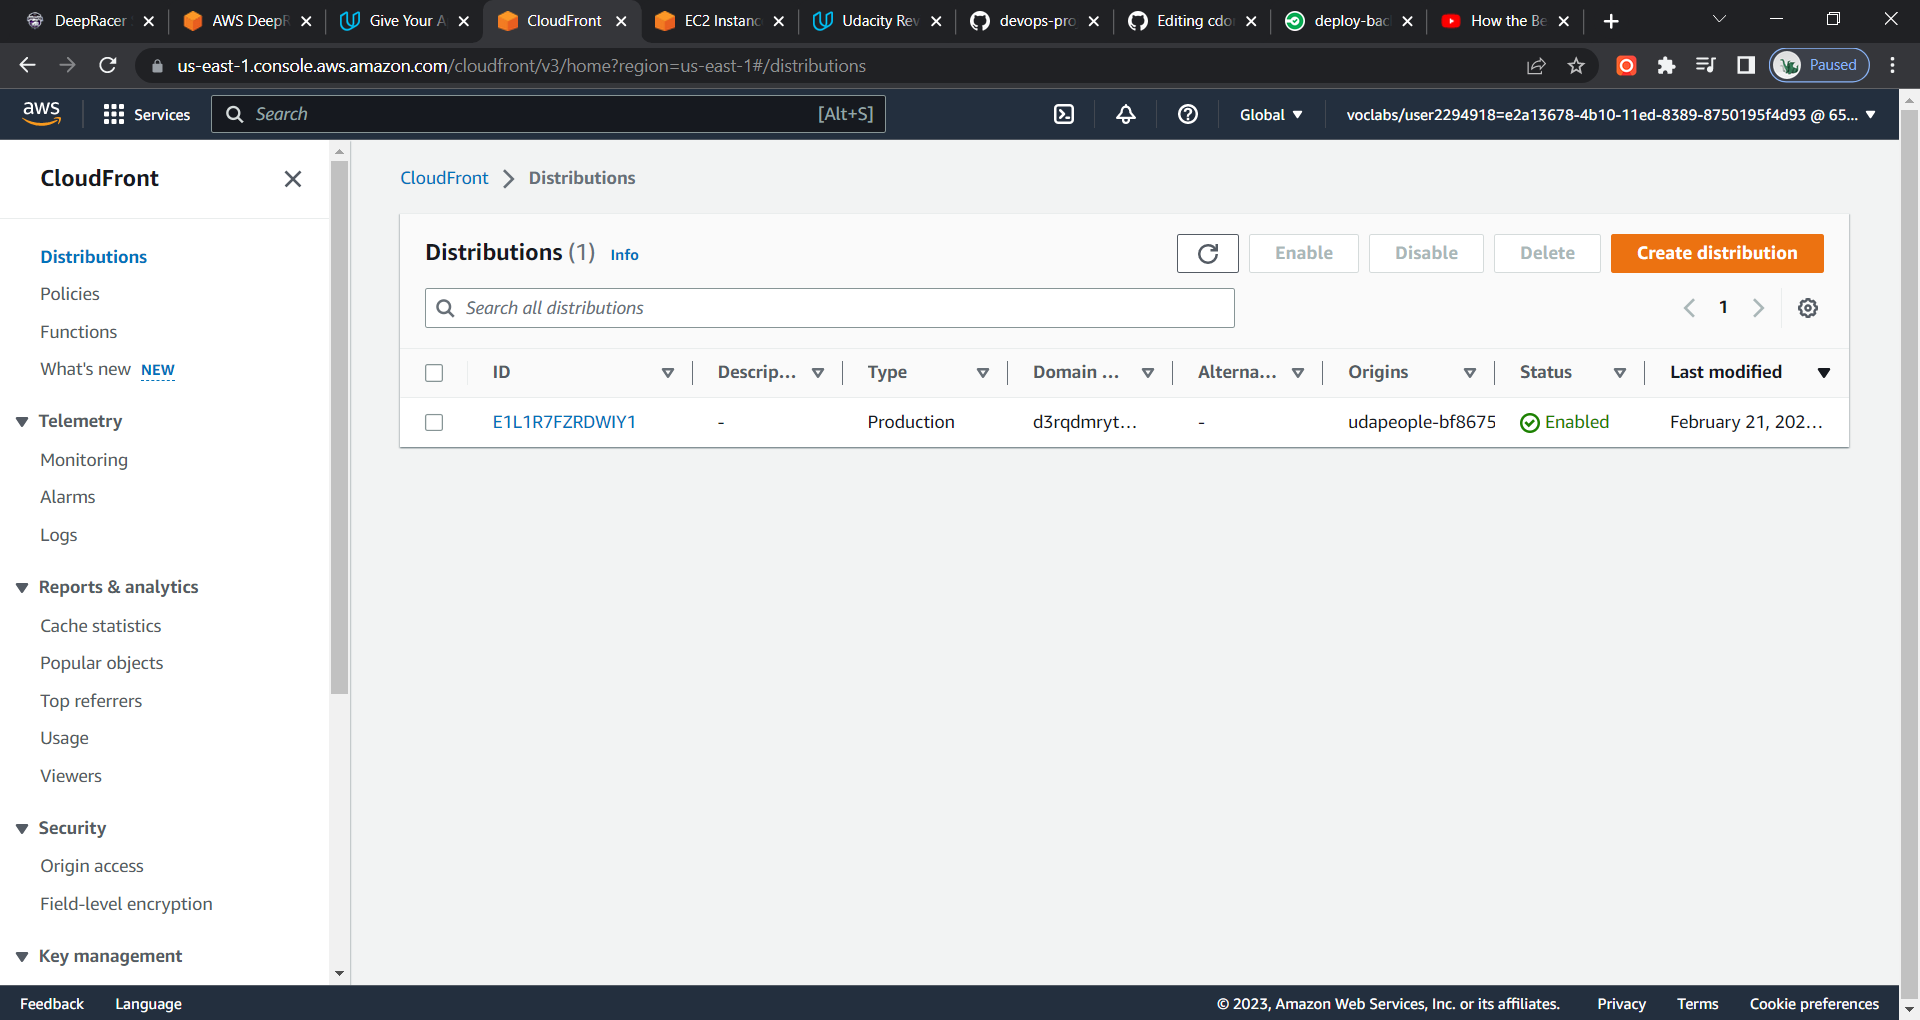 DeepRacer
AWS DeepR
Give Your A
CloudFront
EC2 Instanc
Udacity Rev
devops-pro
Editing cdo
deploy-bac
How the Be
us-east-1.console.aws.amazon.com/cloudfront/v3/home?region=us-east-1#/distributions
Paused
aws
Services
Search
[Alt+S]
Global
voclabs/user2294918=e2a13678-4b10-11ed-8389-8750195f4d93 @ 65...
CloudFront
Distributions
Policies
Functions
What's new NEW
Telemetry
Monitoring
Alarms
Logs
Reports & analytics
Cache statistics
Popular objects
Top referrers
Usage
Viewers
Security
Origin access
Field-level encryption
Key management
CloudFront
Distributions
Distributions (1) Info
Enable
Disable
Delete
Create distribution
Search all distributions
1
ID
Descrip...
Type
Domain ...
Alterna...
Origins
Status
Last modified
E1L1R7FZRDWIY1
-
Production
d3rqdmryt...
-
udapeople-bf8675
Enabled
February 21, 202...
Feedback
Language
© 2023, Amazon Web Services, Inc. or its affiliates.
Privacy
Terms
Cookie preferences